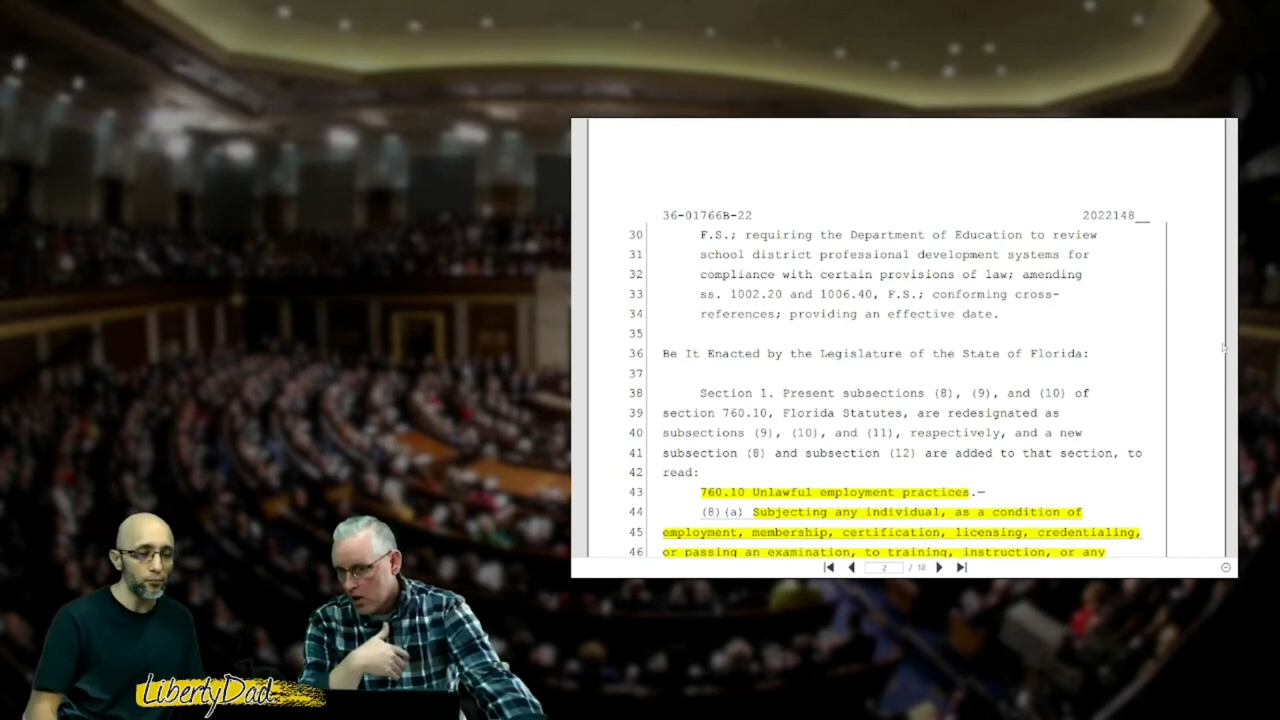 36-01766B-22 2022148__
30 F.S.; requiring the Department of Education to review
31 school district professional development systems for
32 compliance with certain provisions of law; amending
33 ss. 1002.20 and 1006.40, F.S.; conforming cross-
34 references; providing an effective date.
35
36 Be It Enacted by the Legislature of the State of Florida:
37
38 Section 1. Present subsections (8), (9), and (10) of
39 section 760.10, Florida Statutes, are redesignated as
40 subsections (9), (10), and (11), respectively, and a new
41 subsection (8) and subsection (12) are added to that section, to
42 read:
43 760.10 Unlawful employment practices.—
44 (8)(a) Subjecting any individual, as a condition of
45 employment, membership, certification, licensing, credentialing,
46 or passing an examination, to training, instruction, or any
2 / 18
LibertyDad